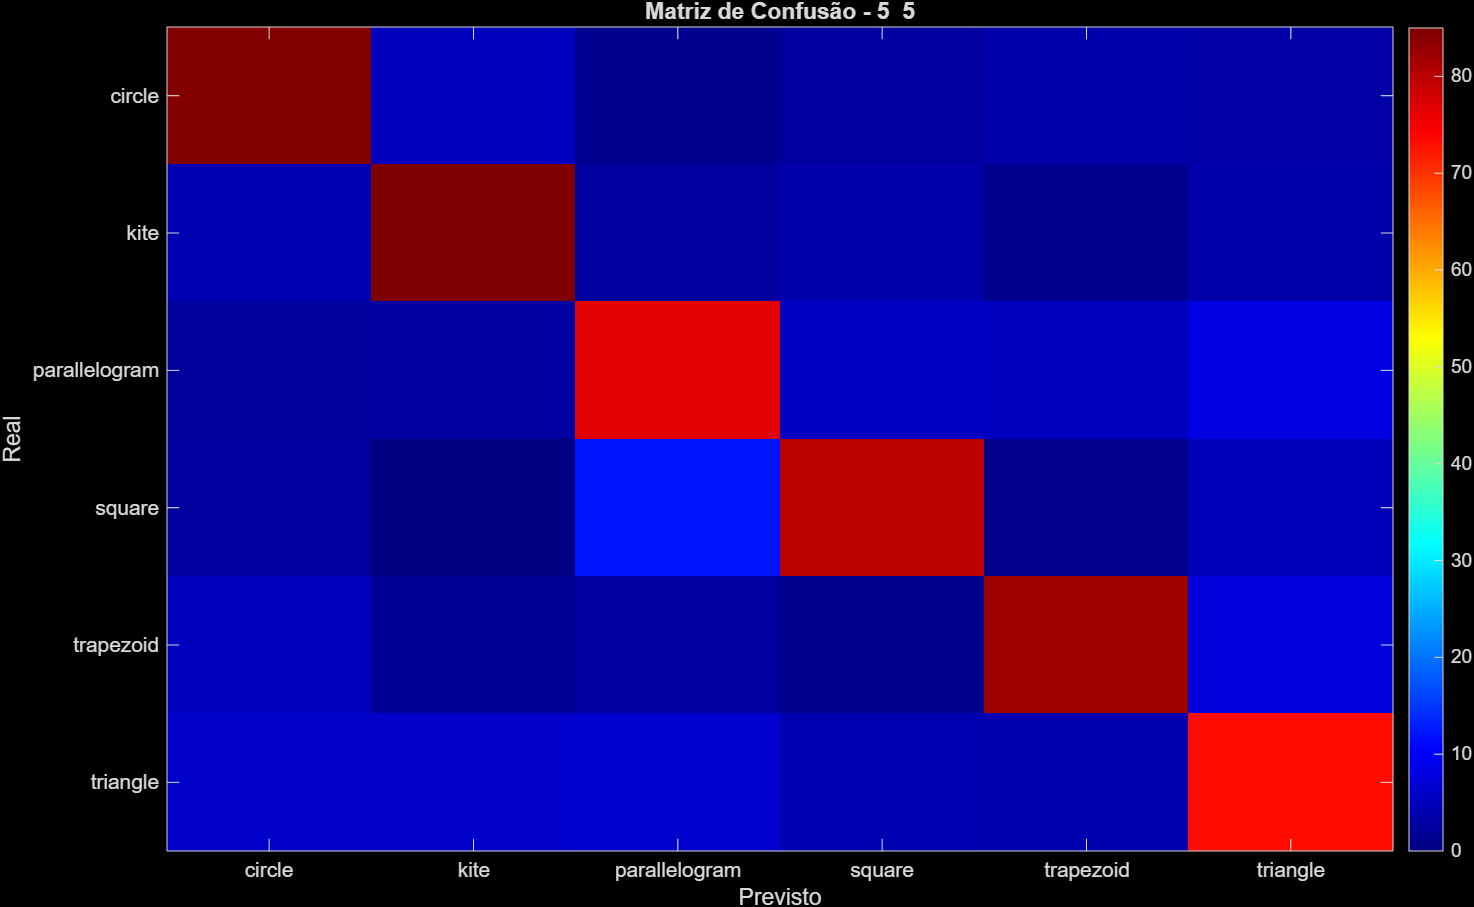 Matriz de Confusão - 5  5
circle
kite
parallelogram
square
trapezoid
triangle
Real
circle kite parallelogram square trapezoid triangle
Previsto
80
70
60
50
40
30
20
10
0